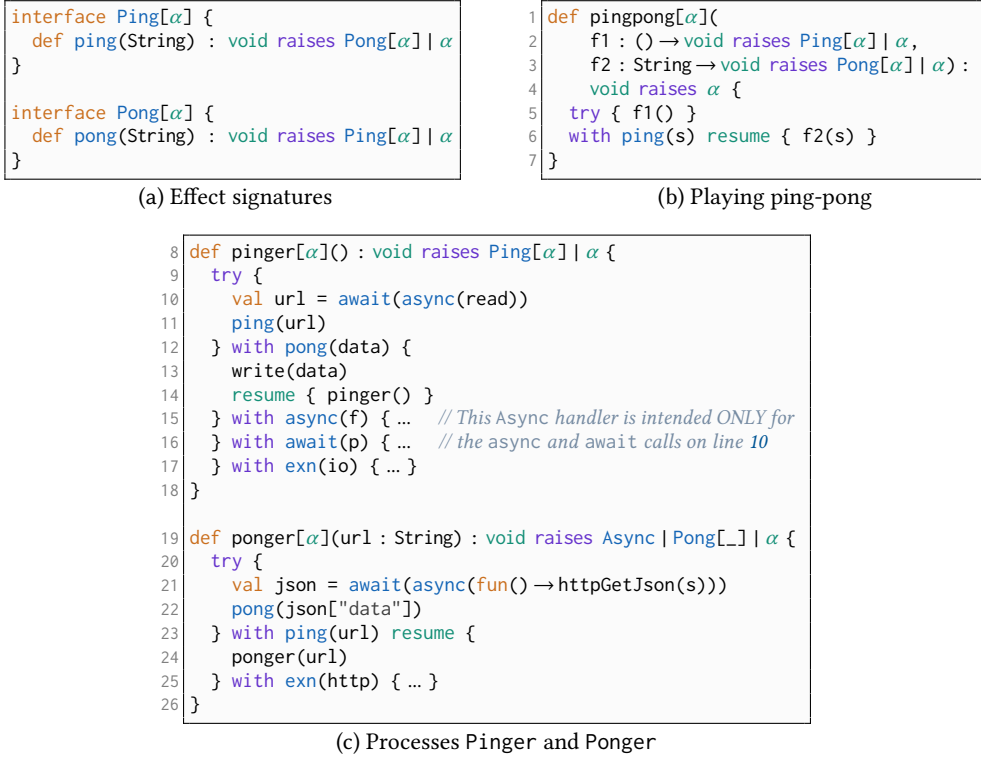 interface Ping[α] {
  def ping(String) : void raises Pong[α] | α
}
interface Pong[α] {
  def pong(String) : void raises Ping[α] | α
}
(a) Effect signatures
1 def pingpong[α](
2     f1 : () → void raises Ping[α] | α,
3     f2 : String → void raises Pong[α] | α) :
4     void raises α {
5   try { f1() }
6   with ping(s) resume { f2(s) }
7 }
(b) Playing ping-pong
8 def pinger[α]() : void raises Ping[α] | α {
9   try {
10     val url = await(async(read))
11     ping(url)
12   } with pong(data) {
13     write(data)
14     resume { pinger() }
15   } with async(f) { …   // This Async handler is intended ONLY for
16   } with await(p) { …   // the async and await calls on line 10
17   } with exn(io) { … }
18 }
19 def ponger[α](url : String) : void raises Async | Pong[_] | α {
20   try {
21     val json = await(async(fun() → httpGetJson(s)))
22     pong(json["data"])
23   } with ping(url) resume {
24     ponger(url)
25   } with exn(http) { … }
26 }
(c) Processes Pinger and Ponger